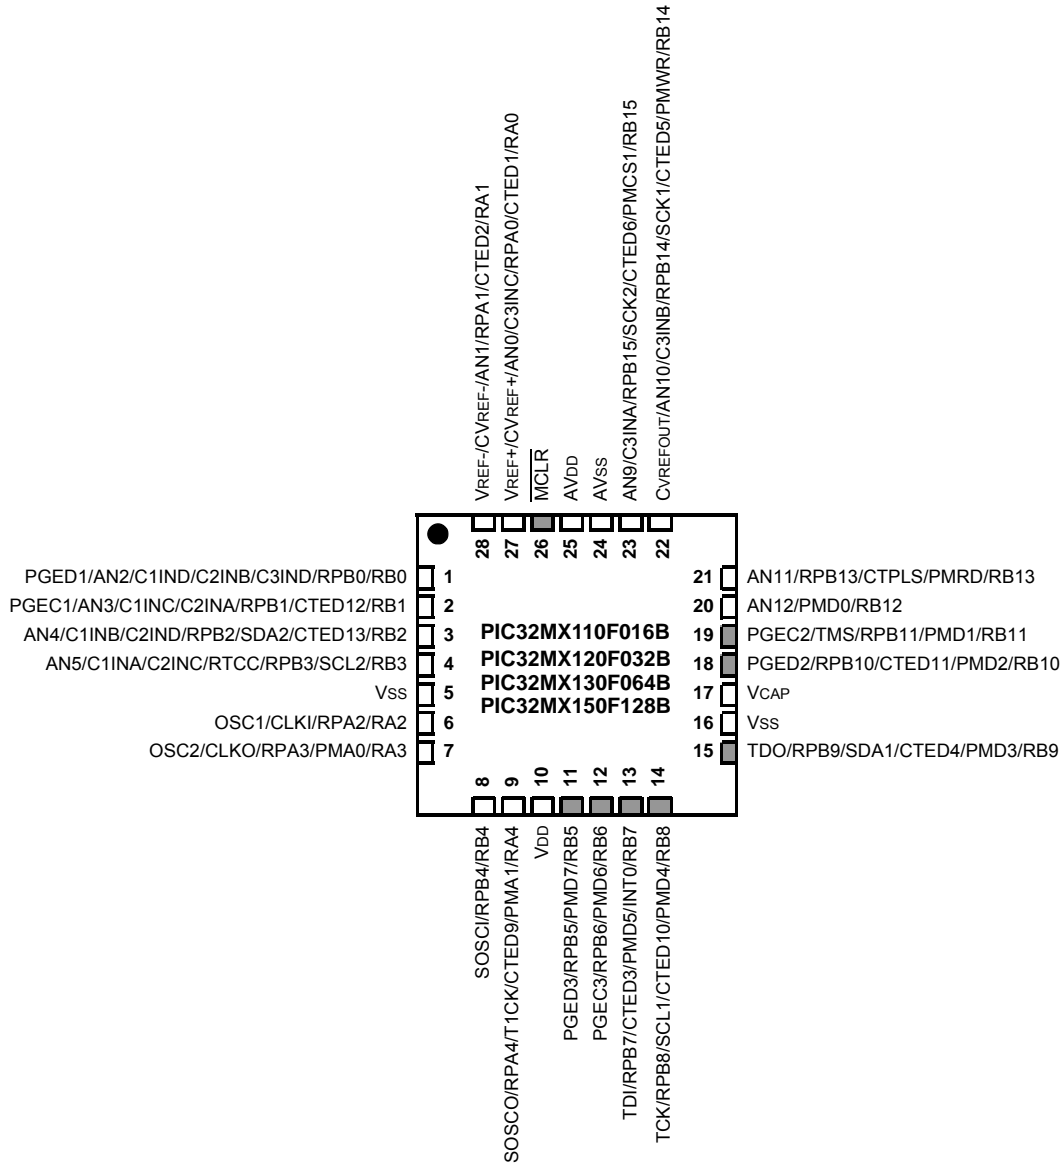 VREF-/CVREF-/AN1/RPA1/CTED2/RA1
VREF+/CVREF+/AN0/C3INC/RPA0/CTED1/RA0
MCLR
AVDD
AVSS
AN9/C3INA/RPB15/SCK2/CTED6/PMCS1/RB15
CVREFOUT/AN10/C3INB/RPB14/SCK1/CTED5/PMWR/RB14
28
27
26
25
24
23
22
PGED1/AN2/C1IND/C2INB/C3IND/RPB0/RB0 1
PGEC1/AN3/C1INC/C2INA/RPB1/CTED12/RB1 2
AN4/C1INB/C2IND/RPB2/SDA2/CTED13/RB2 3
AN5/C1INA/C2INC/RTCC/RPB3/SCL2/RB3 4
VSS 5
OSC1/CLKI/RPA2/RA2 6
OSC2/CLKO/RPA3/PMA0/RA3 7
PIC32MX110F016B
PIC32MX120F032B
PIC32MX130F064B
PIC32MX150F128B
21 AN11/RPB13/CTPLS/PMRD/RB13
20 AN12/PMD0/RB12
19 PGEC2/TMS/RPB11/PMD1/RB11
18 PGED2/RPB10/CTED11/PMD2/RB10
17 VCAP
16 VSS
15 TDO/RPB9/SDA1/CTED4/PMD3/RB9
8
9
10
11
12
13
14
SOSCI/RPB4/RB4
SOSCO/RPA4/T1CK/CTED9/PMA1/RA4
VDD
PGED3/RPB5/PMD7/RB5
PGEC3/RPB6/PMD6/RB6
TDI/RPB7/CTED3/PMD5/INT0/RB7
TCK/RPB8/SCL1/CTED10/PMD4/RB8